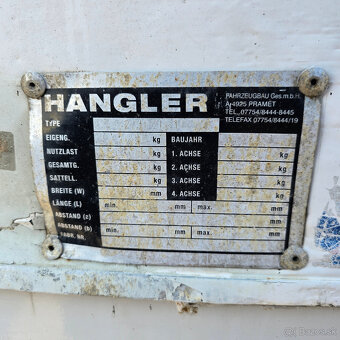 HANGLER
FAHRZEUGBAU Ges.m.b.H.
A-4925 PRAMET
TEL. 07754/8444-8445
TELEFAX 07754/8444/19
TYPE
EIGENG. kg BAUJAHR
NUTZLAST kg 1. ACHSE kg
GESAMTG. kg 2. ACHSE kg
SATTELL. kg 3. ACHSE kg
BREITE (W) mm 4. ACHSE kg
LÄNGE (L) min. mm max. mm
ABSTAND (a) min. mm max. mm
ABSTAND (b)
FABR. NR.